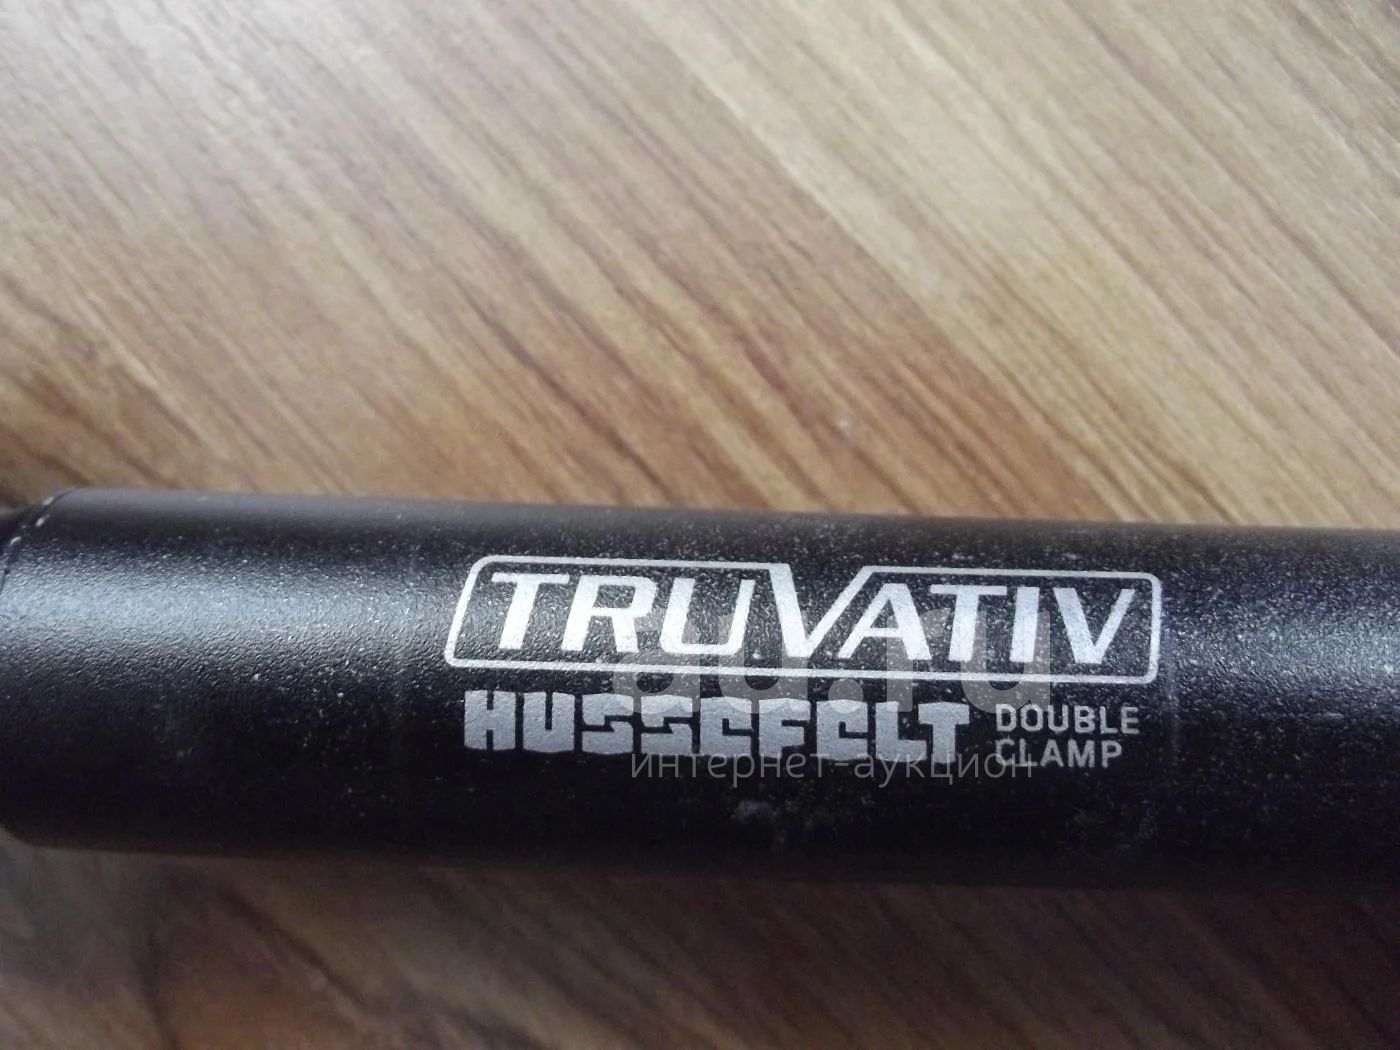 TRUVATIV
HUSSEFELT DOUBLE CLAMP
au.ru
интернет-аукцион